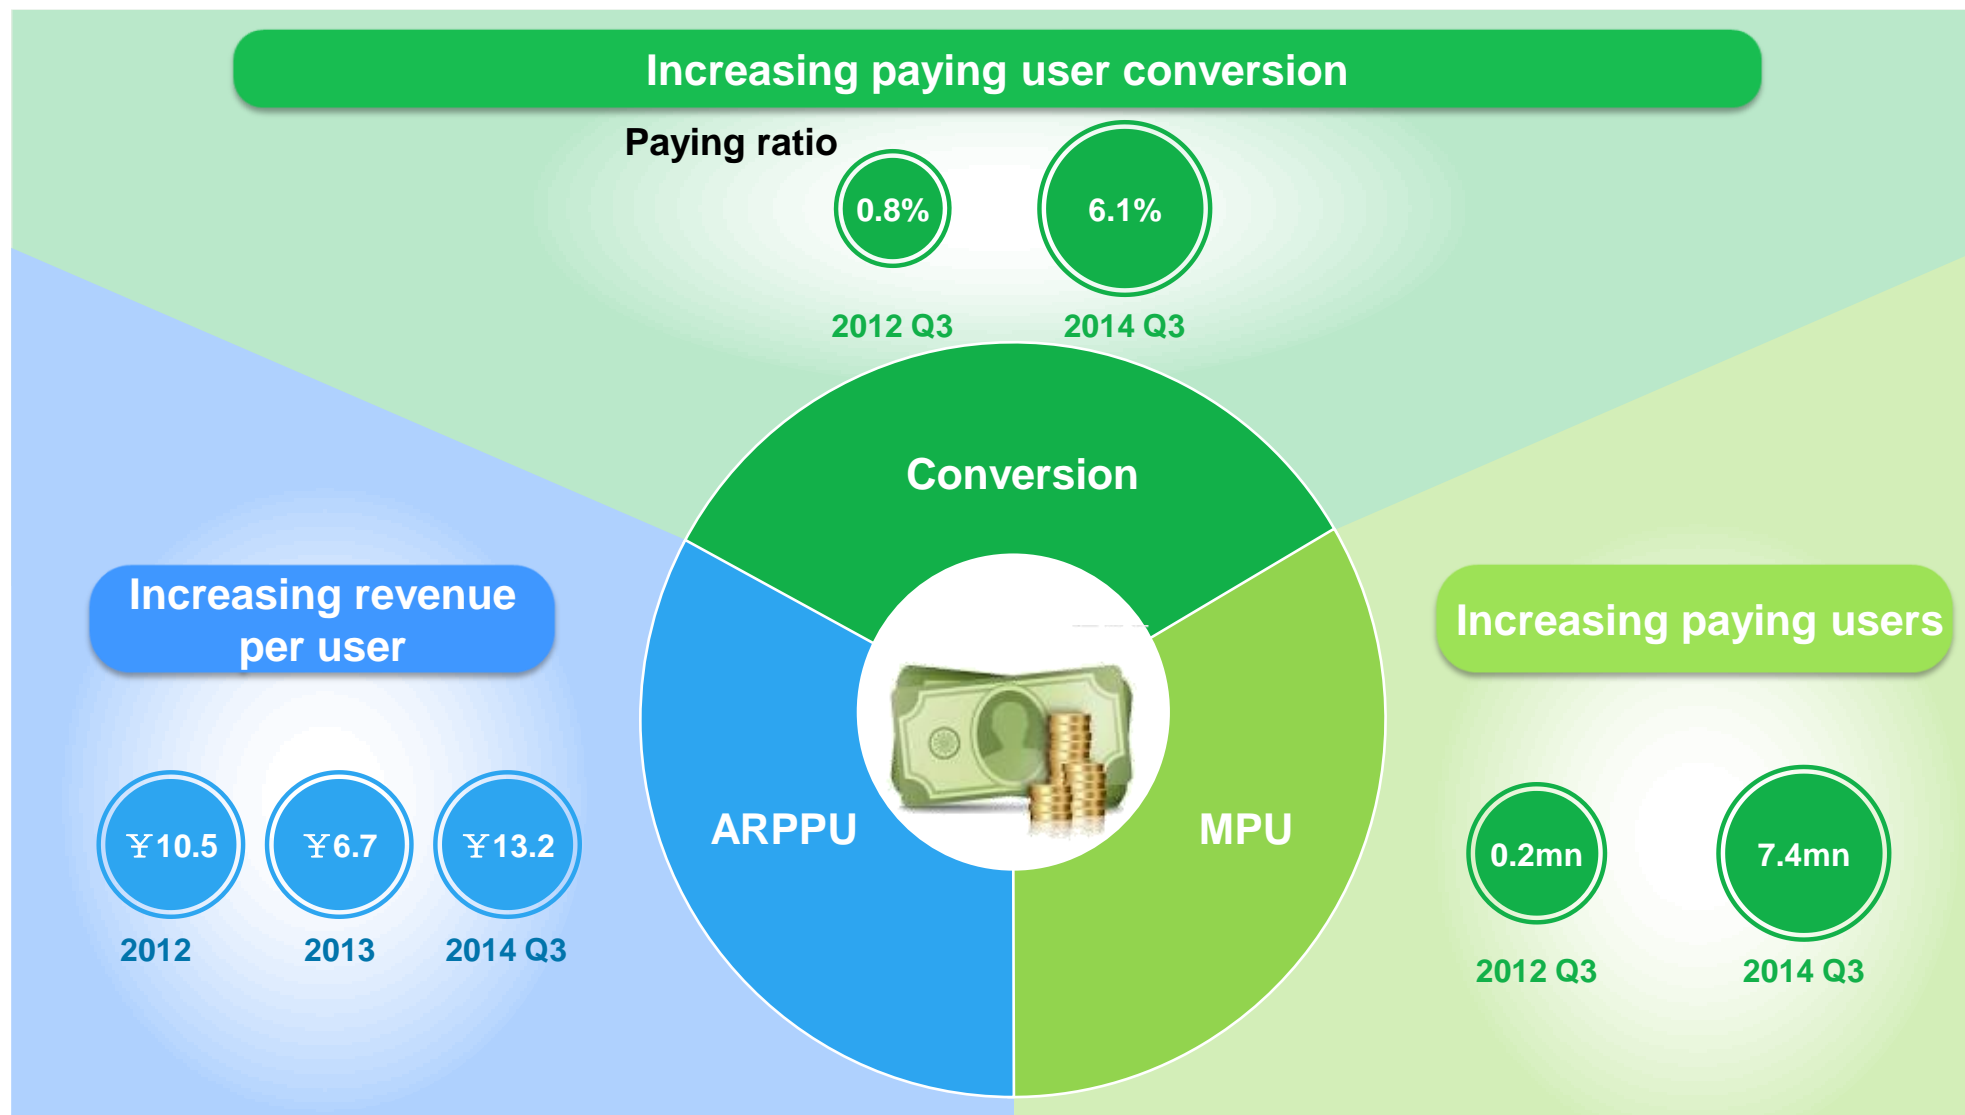 Increasing paying user conversion
Paying ratio
0.8%
6.1%
2012 Q3
2014 Q3
Conversion
Increasing revenue
per user
Increasing paying users
ARPPU
MPU
¥10.5
¥6.7
¥13.2
2012
2013
2014 Q3
0.2mn
7.4mn
2012 Q3
2014 Q3